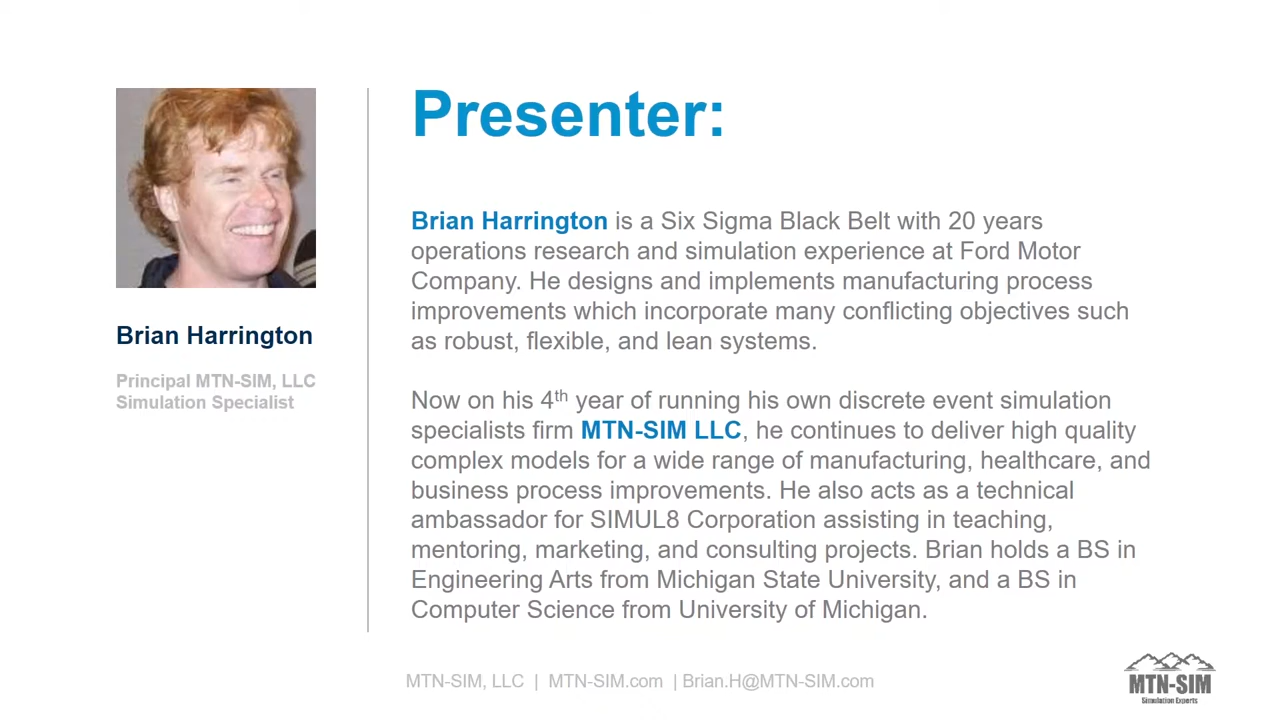 Presenter:
Brian Harrington
Principal MTN-SIM, LLC
Simulation Specialist
Brian Harrington is a Six Sigma Black Belt with 20 years
operations research and simulation experience at Ford Motor
Company. He designs and implements manufacturing process
improvements which incorporate many conflicting objectives such
as robust, flexible, and lean systems.
Now on his 4th year of running his own discrete event simulation
specialists firm MTN-SIM LLC, he continues to deliver high quality
complex models for a wide range of manufacturing, healthcare, and
business process improvements. He also acts as a technical
ambassador for SIMUL8 Corporation assisting in teaching,
mentoring, marketing, and consulting projects. Brian holds a BS in
Engineering Arts from Michigan State University, and a BS in
Computer Science from University of Michigan.
MTN-SIM, LLC | MTN-SIM.com | Brian.H@MTN-SIM.com
MTN-SIM
Simulation Experts